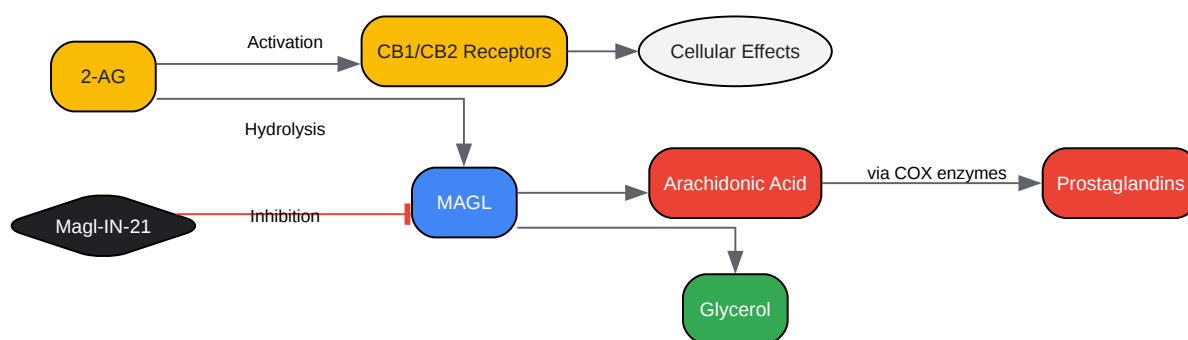 Activation
CB1/CB2 Receptors
Cellular Effects
2-AG
Hydrolysis
Arachidonic Acid
via COX enzymes
Prostaglandins
MAGL
Magl-IN-21
Inhibition
Glycerol